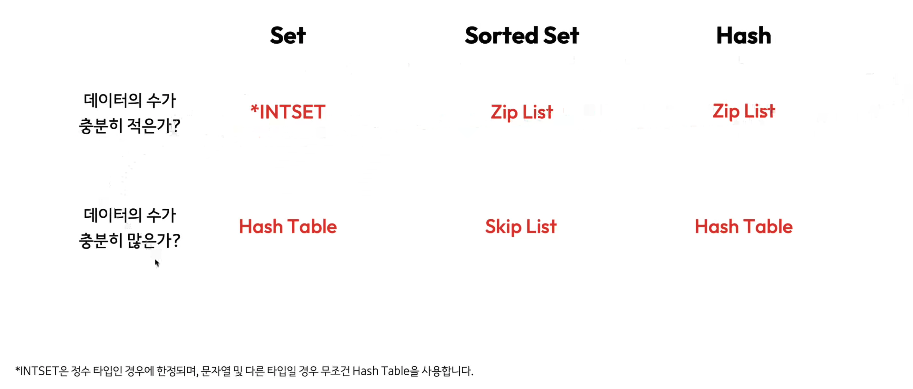 Set Sorted Set Hash
데이터의 수가
충분히 적은가?
*INTSET Zip List Zip List
데이터의 수가
충분히 많은가?
Hash Table Skip List Hash Table
*INTSET은 정수 타입인 경우에 한정되며, 문자열 및 다른 타입일 경우 무조건 Hash Table을 사용합니다.